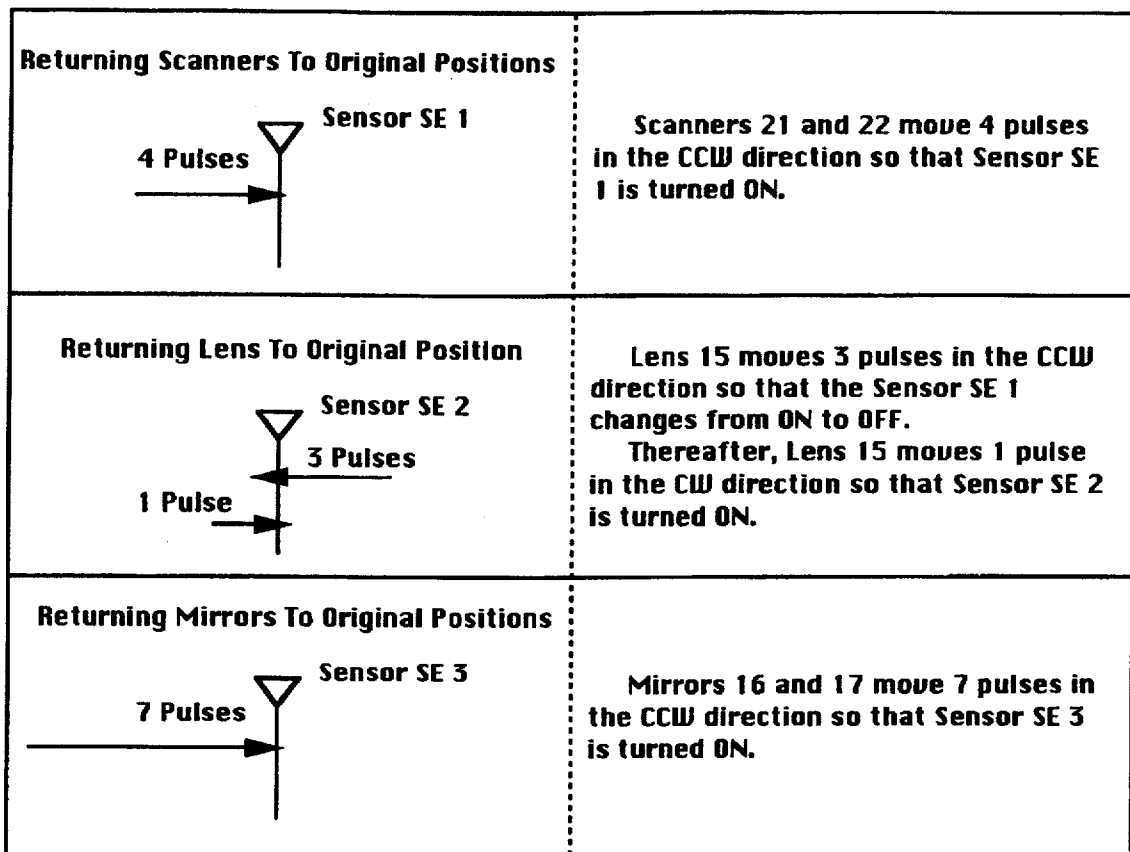 Returning Scanners To Original Positions
Sensor SE 1
4 Pulses
Scanners 21 and 22 move 4 pulses
in the CCW direction so that Sensor SE
1 is turned ON.
Returning Lens To Original Position
Sensor SE 2
3 Pulses
1 Pulse
Lens 15 moves 3 pulses in the CCW
direction so that the Sensor SE 1
changes from ON to OFF.
Thereafter, Lens 15 moves 1 pulse
in the CW direction so that Sensor SE 2
is turned ON.
Returning Mirrors To Original Positions
Sensor SE 3
7 Pulses
Mirrors 16 and 17 move 7 pulses in
the CCW direction so that Sensor SE 3
is turned ON.